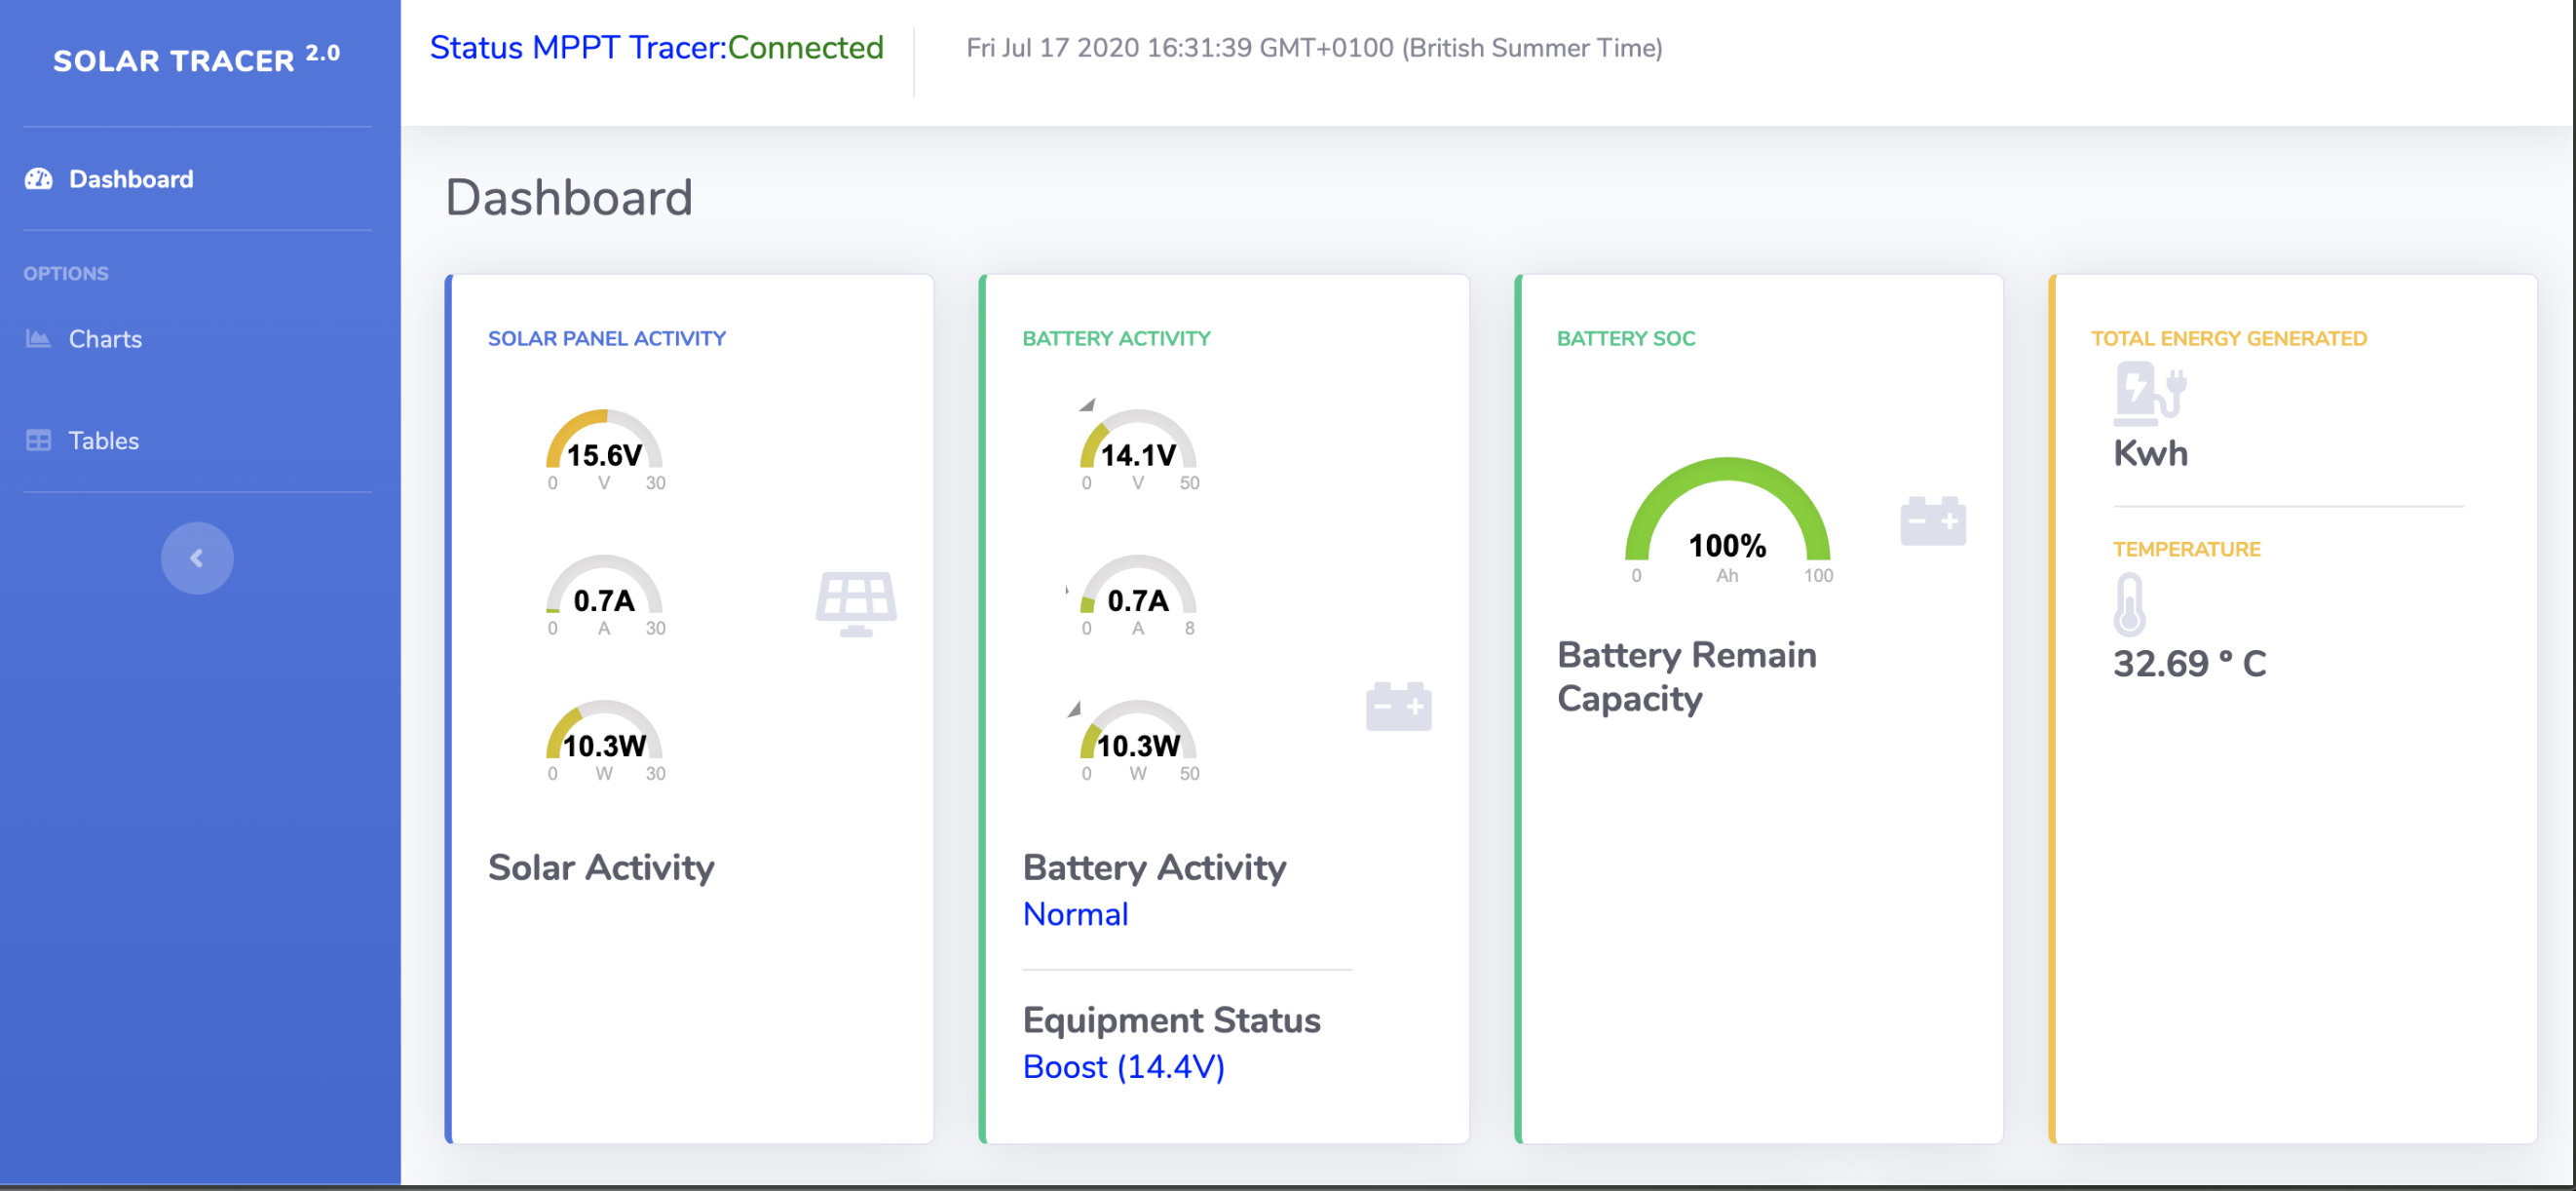 SOLAR TRACER 2.0
Dashboard
OPTIONS
Charts
Tables
Status MPPT Tracer:Connected
Fri Jul 17 2020 16:31:39 GMT+0100 (British Summer Time)
Dashboard
SOLAR PANEL ACTIVITY
15.6V
0 V 30
0.7A
0 A 30
10.3W
0 W 30
Solar Activity
BATTERY ACTIVITY
14.1V
0 V 50
0.7A
0 A 8
10.3W
0 W 50
Battery Activity
Normal
Equipment Status
Boost (14.4V)
BATTERY SOC
100%
0 Ah 100
Battery Remain
Capacity
TOTAL ENERGY GENERATED
Kwh
TEMPERATURE
32.69 ° C